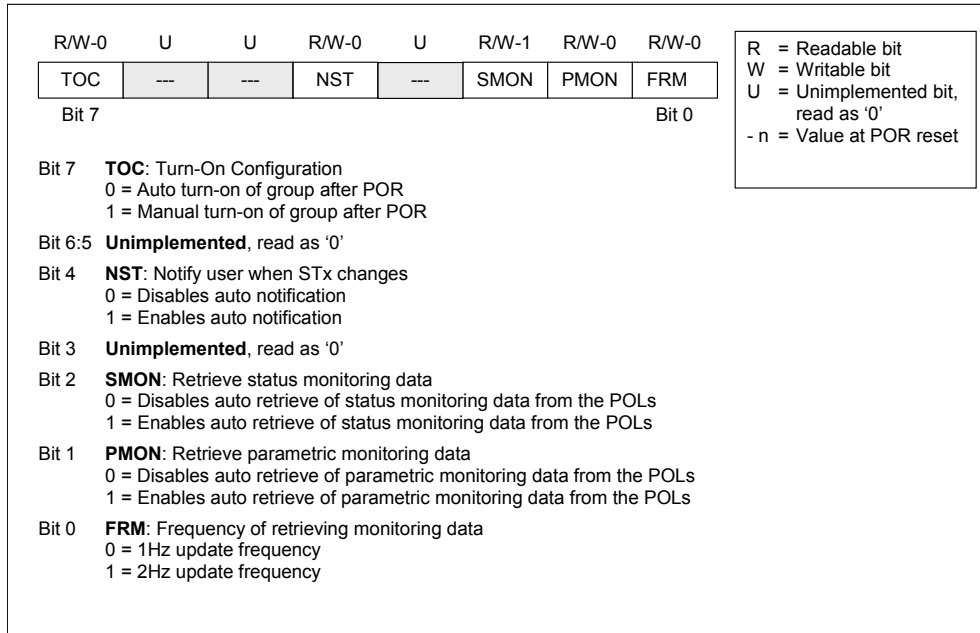 R/W-0 U U R/W-0 U R/W-1 R/W-0 R/W-0
TOC --- --- NST --- SMON PMON FRM
Bit 7 Bit 0
R = Readable bit
W = Writable bit
U = Unimplemented bit,
read as ‘0’
- n = Value at POR reset
Bit 7 TOC: Turn-On Configuration
0 = Auto turn-on of group after POR
1 = Manual turn-on of group after POR
Bit 6:5 Unimplemented, read as ‘0’
Bit 4 NST: Notify user when STx changes
0 = Disables auto notification
1 = Enables auto notification
Bit 3 Unimplemented, read as ‘0’
Bit 2 SMON: Retrieve status monitoring data
0 = Disables auto retrieve of status monitoring data from the POLs
1 = Enables auto retrieve of status monitoring data from the POLs
Bit 1 PMON: Retrieve parametric monitoring data
0 = Disables auto retrieve of parametric monitoring data from the POLs
1 = Enables auto retrieve of parametric monitoring data from the POLs
Bit 0 FRM: Frequency of retrieving monitoring data
0 = 1Hz update frequency
1 = 2Hz update frequency